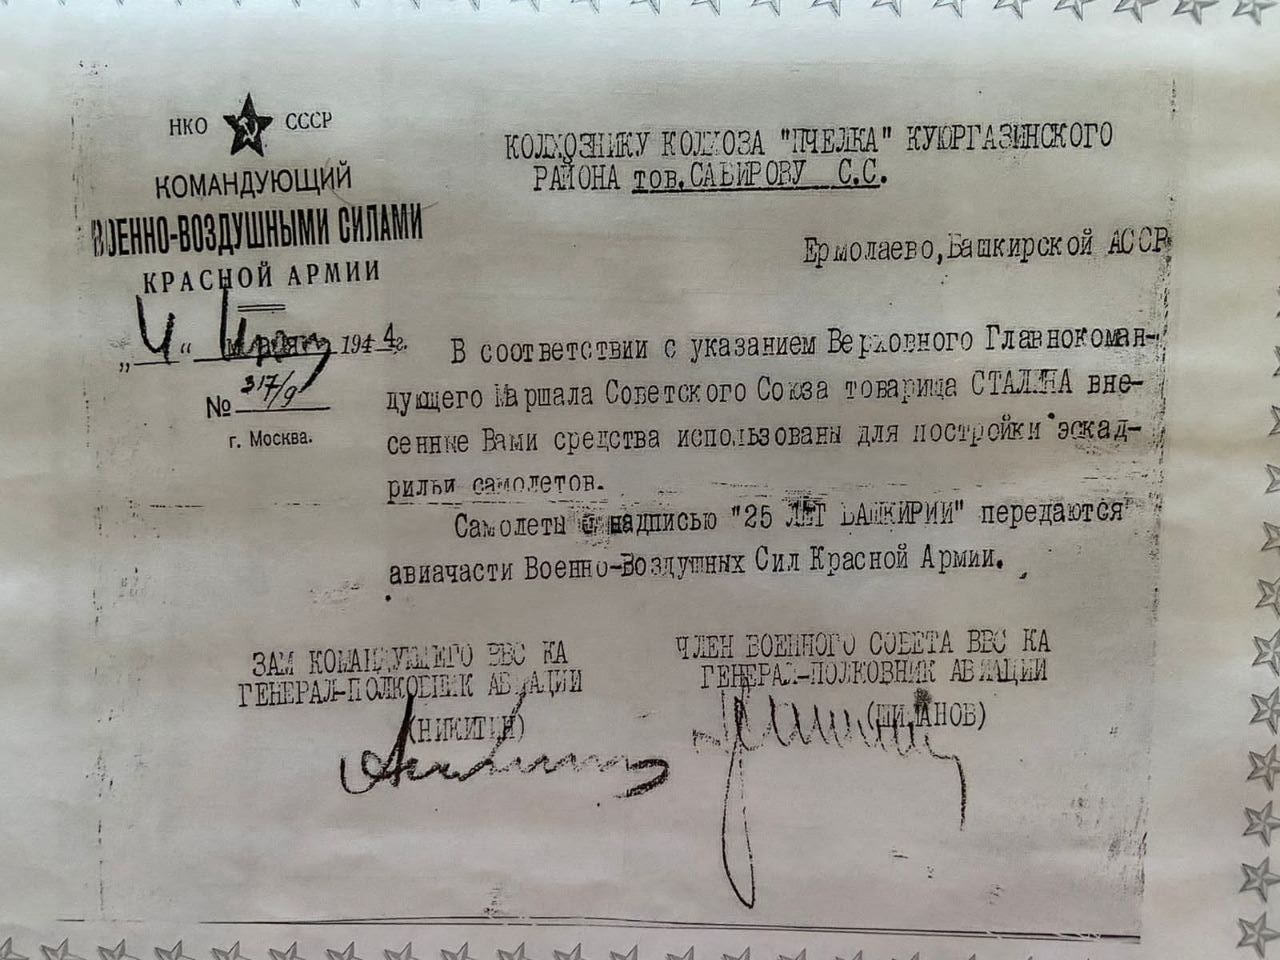 НКО СССР
КОМАНДУЮЩИЙ
ВОЕННО-ВОЗДУШНЫМИ СИЛАМИ
КРАСНОЙ АРМИИ
„4“ 1944г.
№ 317/9
г. Москва.
КОЛХОЗНИКУ КОЛХОЗА "ПЧЕЛКА" КУЮРГАЗИНСКОГО
РАЙОНА тов.САБИРОВУ С.С.
Ермолаево,Башкирской АССР
В соответствии с указанием Верховного Главнокоман-
дующего Маршала Советского Союза товарища СТАЛИНА вне-
сенные Вами средства использованы для постройки эскад-
рильи самолетов.
Самолеты с надписью "25 ЛЕТ БАШКИРИИ" передаются
авиачасти Военно-Воздушных Сил Красной Армии.
ЗАМ КОМАНДУЮЩЕГО ВВС КА
ГЕНЕРАЛ-ПОЛКОВНИК АВИАЦИИ
(НИКИТИН)
ЧЛЕН ВОЕННОГО СОВЕТА ВВС КА
ГЕНЕРАЛ-ПОЛКОВНИК АВИАЦИИ
(ШИМАНОВ)